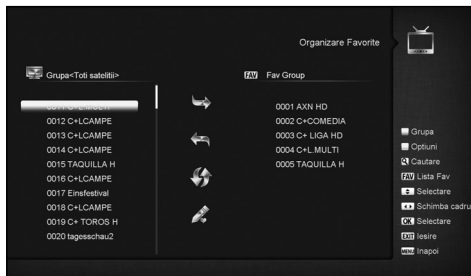 Organizare Favorite
Grupa<Toti satelitii>
0011 C+L.MULTI
0012 C+LCAMPE
0013 C+LCAMPE
0014 C+LCAMPE
0015 TAQUILLA H
0016 C+LCAMPE
0017 Einsfestival
0018 C+LCAMPE
0019 C+ TOROS H
0020 tagesschau2
FAV Fav Group
0001 AXN HD
0002 C+COMEDIA
0003 C+ LIGA HD
0004 C+L.MULTI
0005 TAQUILLA H
Grupa
Optiuni
Cautare
FAV Lista Fav
Selectare
Schimba cadru
OK Selectare
EXIT Iesire
MENU Inapoi